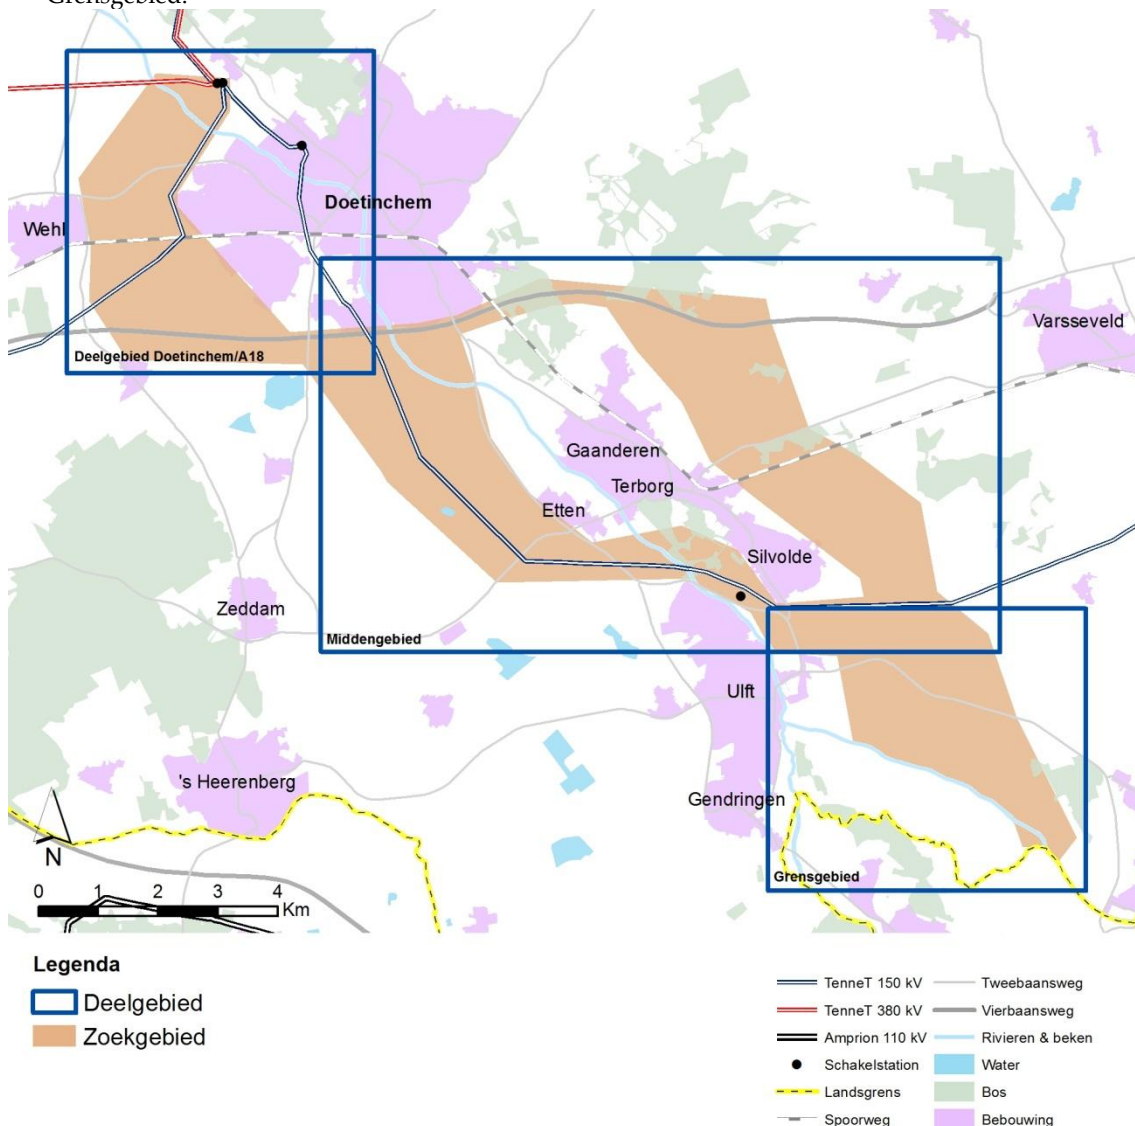 Grensgebied.
Doetinchem
Wehl
Varsseveld
Deelgebied Doetinchem/A18
Gaanderen
Terborg
Etten
Silvolde
Zeddam
Middengebied
Ulft
's Heerenberg
Gendringen
N
Grensgebied
0 1 2 3 4
Km
Legenda
Deelgebied
Zoekgebied
TenneT 150 kV
TenneT 380 kV
Amprion 110 kV
Schakelstation
Landsgrens
Spoorweg
Tweebaansweg
Vierbaansweg
Rivieren & beken
Water
Bos
Bebouwing